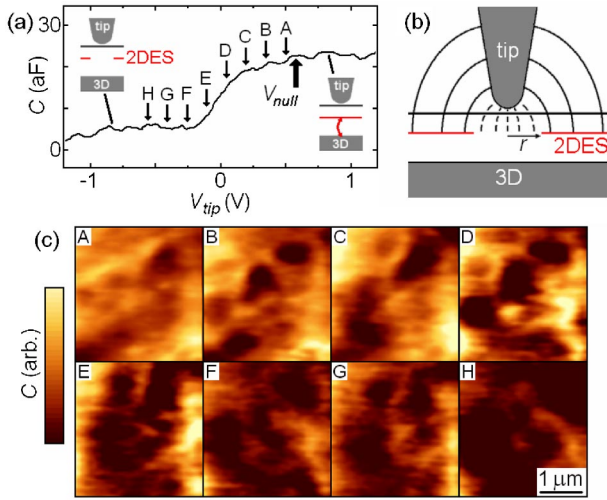 (a)
30
C (aF)
0
tip
2DES
3D
H G F E D C B A
V_null
tip
3D
-1 0 1
V_tip (V)
(b)
tip
r
2DES
3D
(c)
C (arb.)
A B C D
E F G H
1 μm